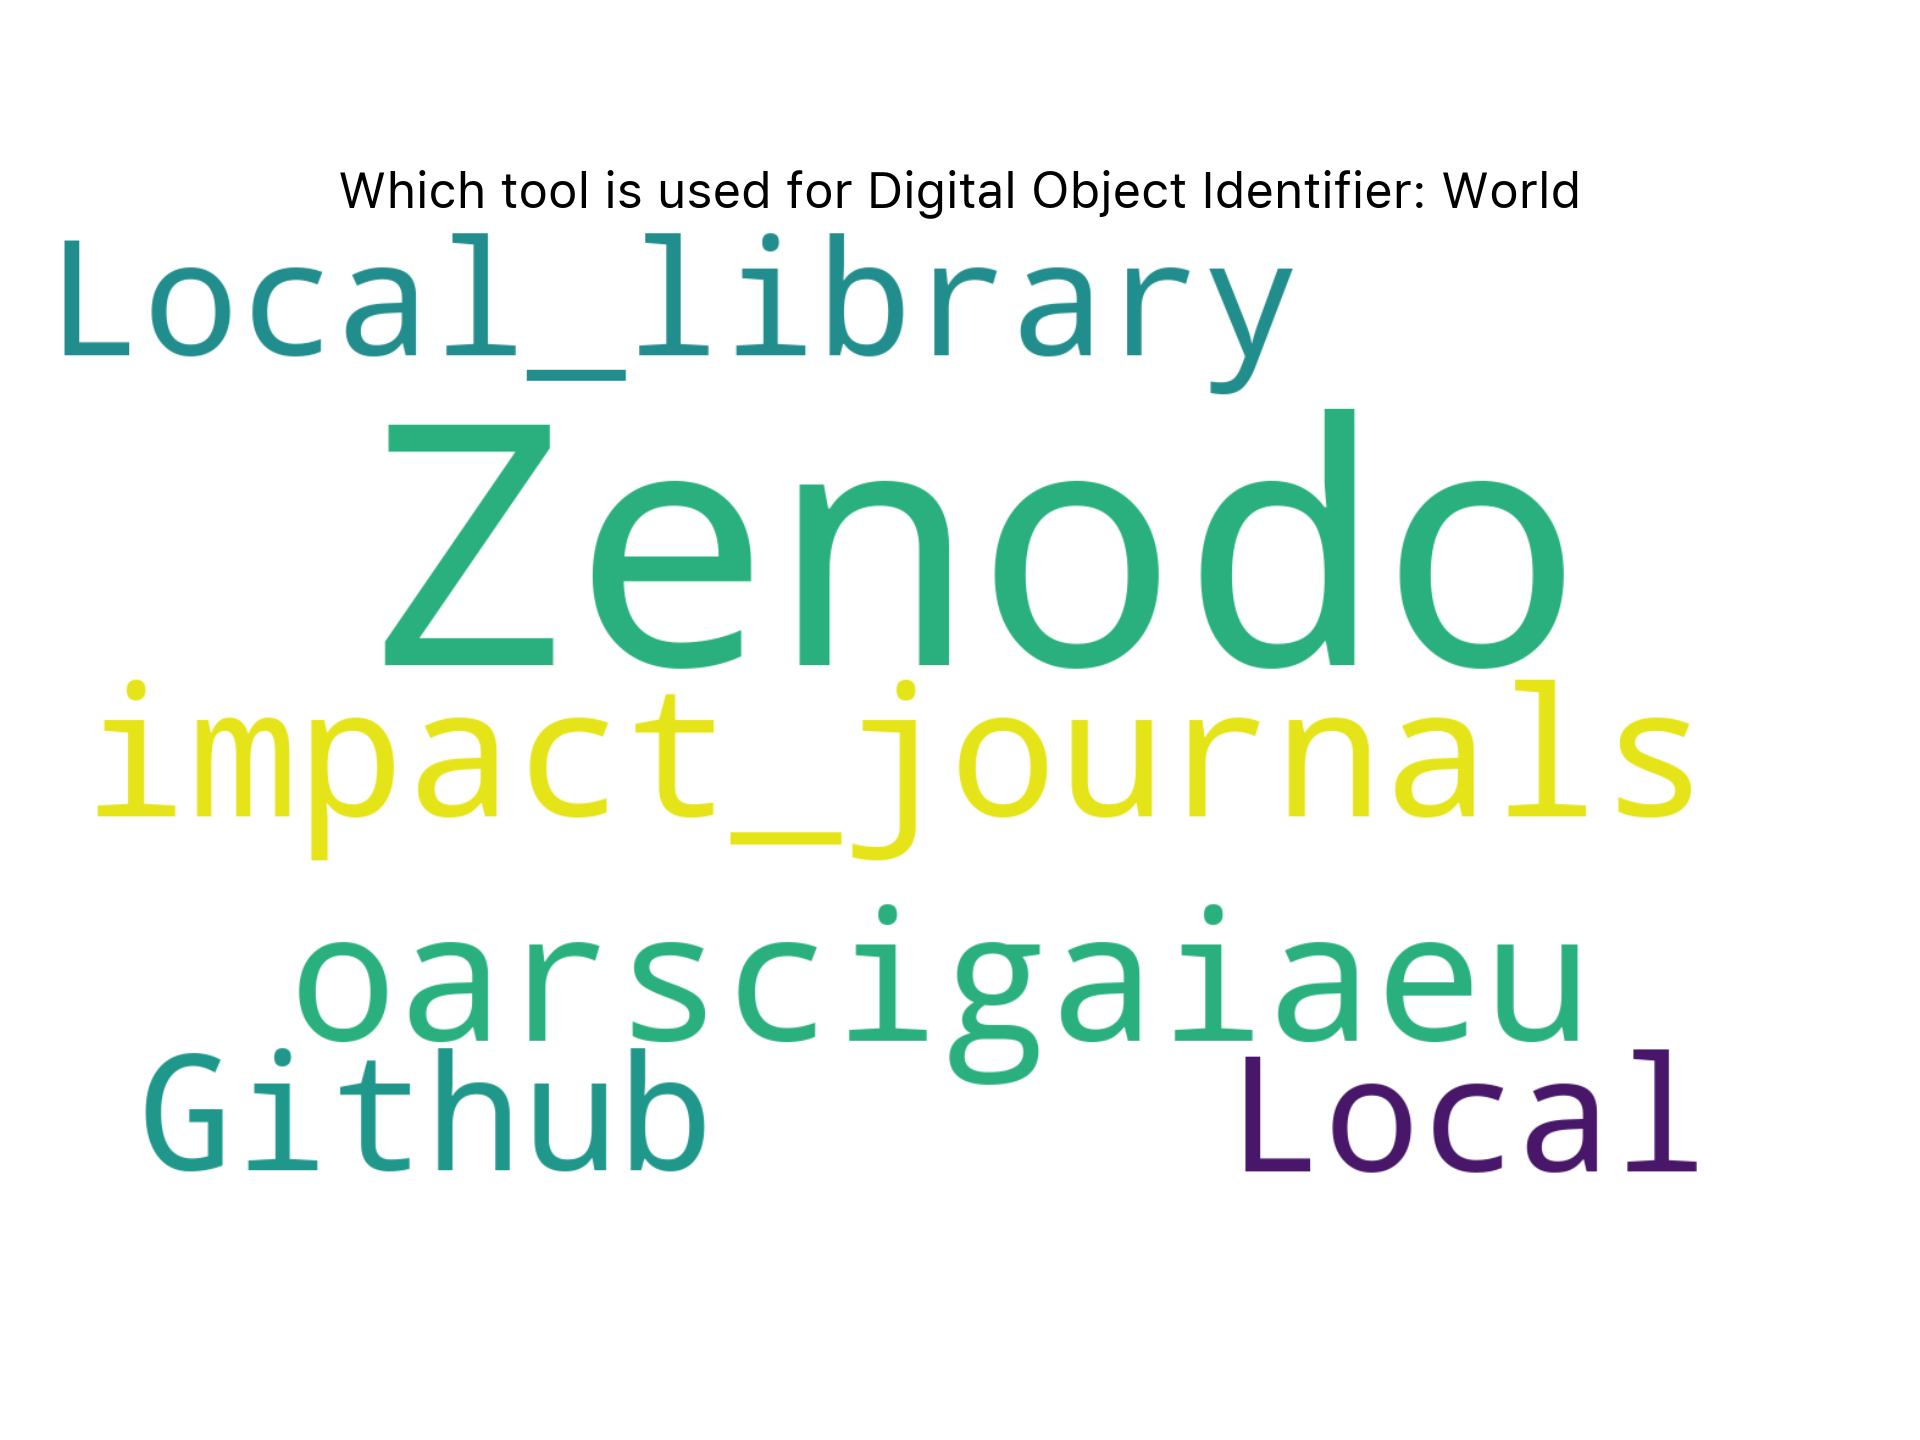 Which tool is used for Digital Object Identifier: World
Local_library
Zenodo
impact_journals
oarscigaiaeu
Github Local